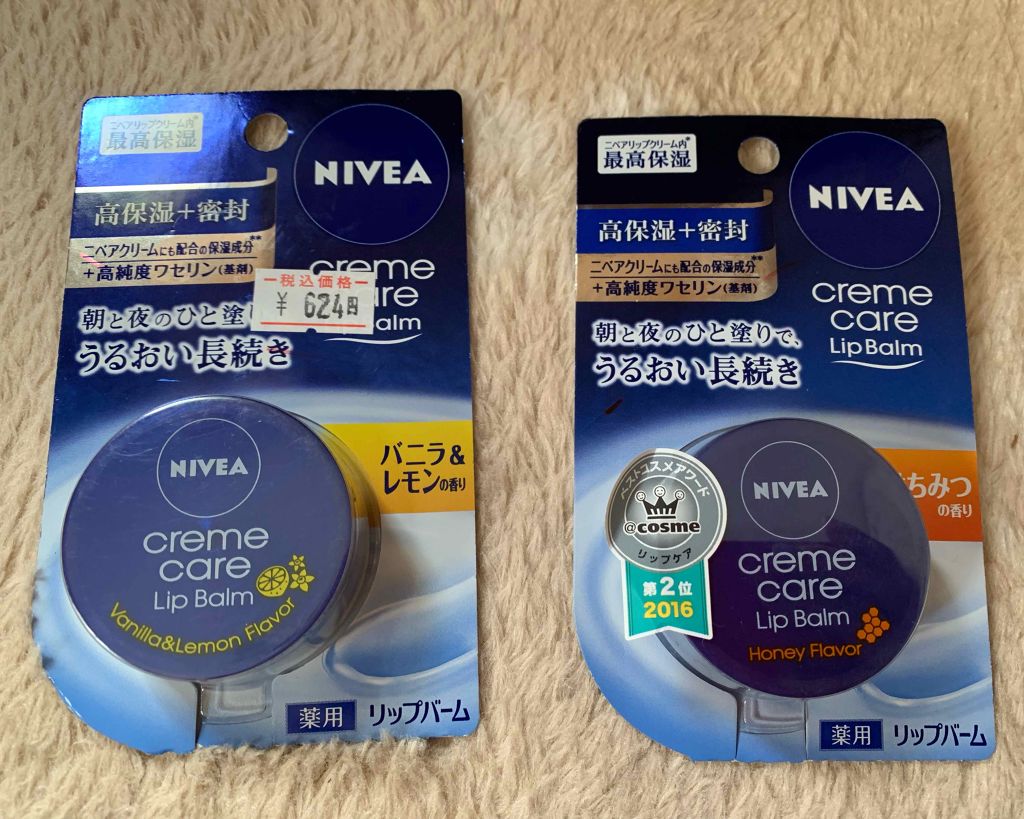 ニベアリップクリーム内*
最高保湿
NIVEA
高保湿+密封
ニベアクリームにも配合の保湿成分**
+高純度ワセリン(基剤)
creme
税込価格
¥ 624円
朝と夜のひと塗り
うるおい長続き
バニラ&
レモンの香り
NIVEA
creme
care
Lip Balm
Vanilla&Lemon Flavor
薬用 リップバーム
ニベアリップクリーム内*
最高保湿
NIVEA
高保湿+密封
ニベアクリームにも配合の保湿成分**
+高純度ワセリン(基剤)
creme
care
Lip Balm
朝と夜のひと塗りで、
うるおい長続き
ちみつ
の香り
ベストコスメアワード
@cosme
リップケア
第2位
2016
NIVEA
creme
care
Lip Balm
Honey Flavor
薬用 リップバーム